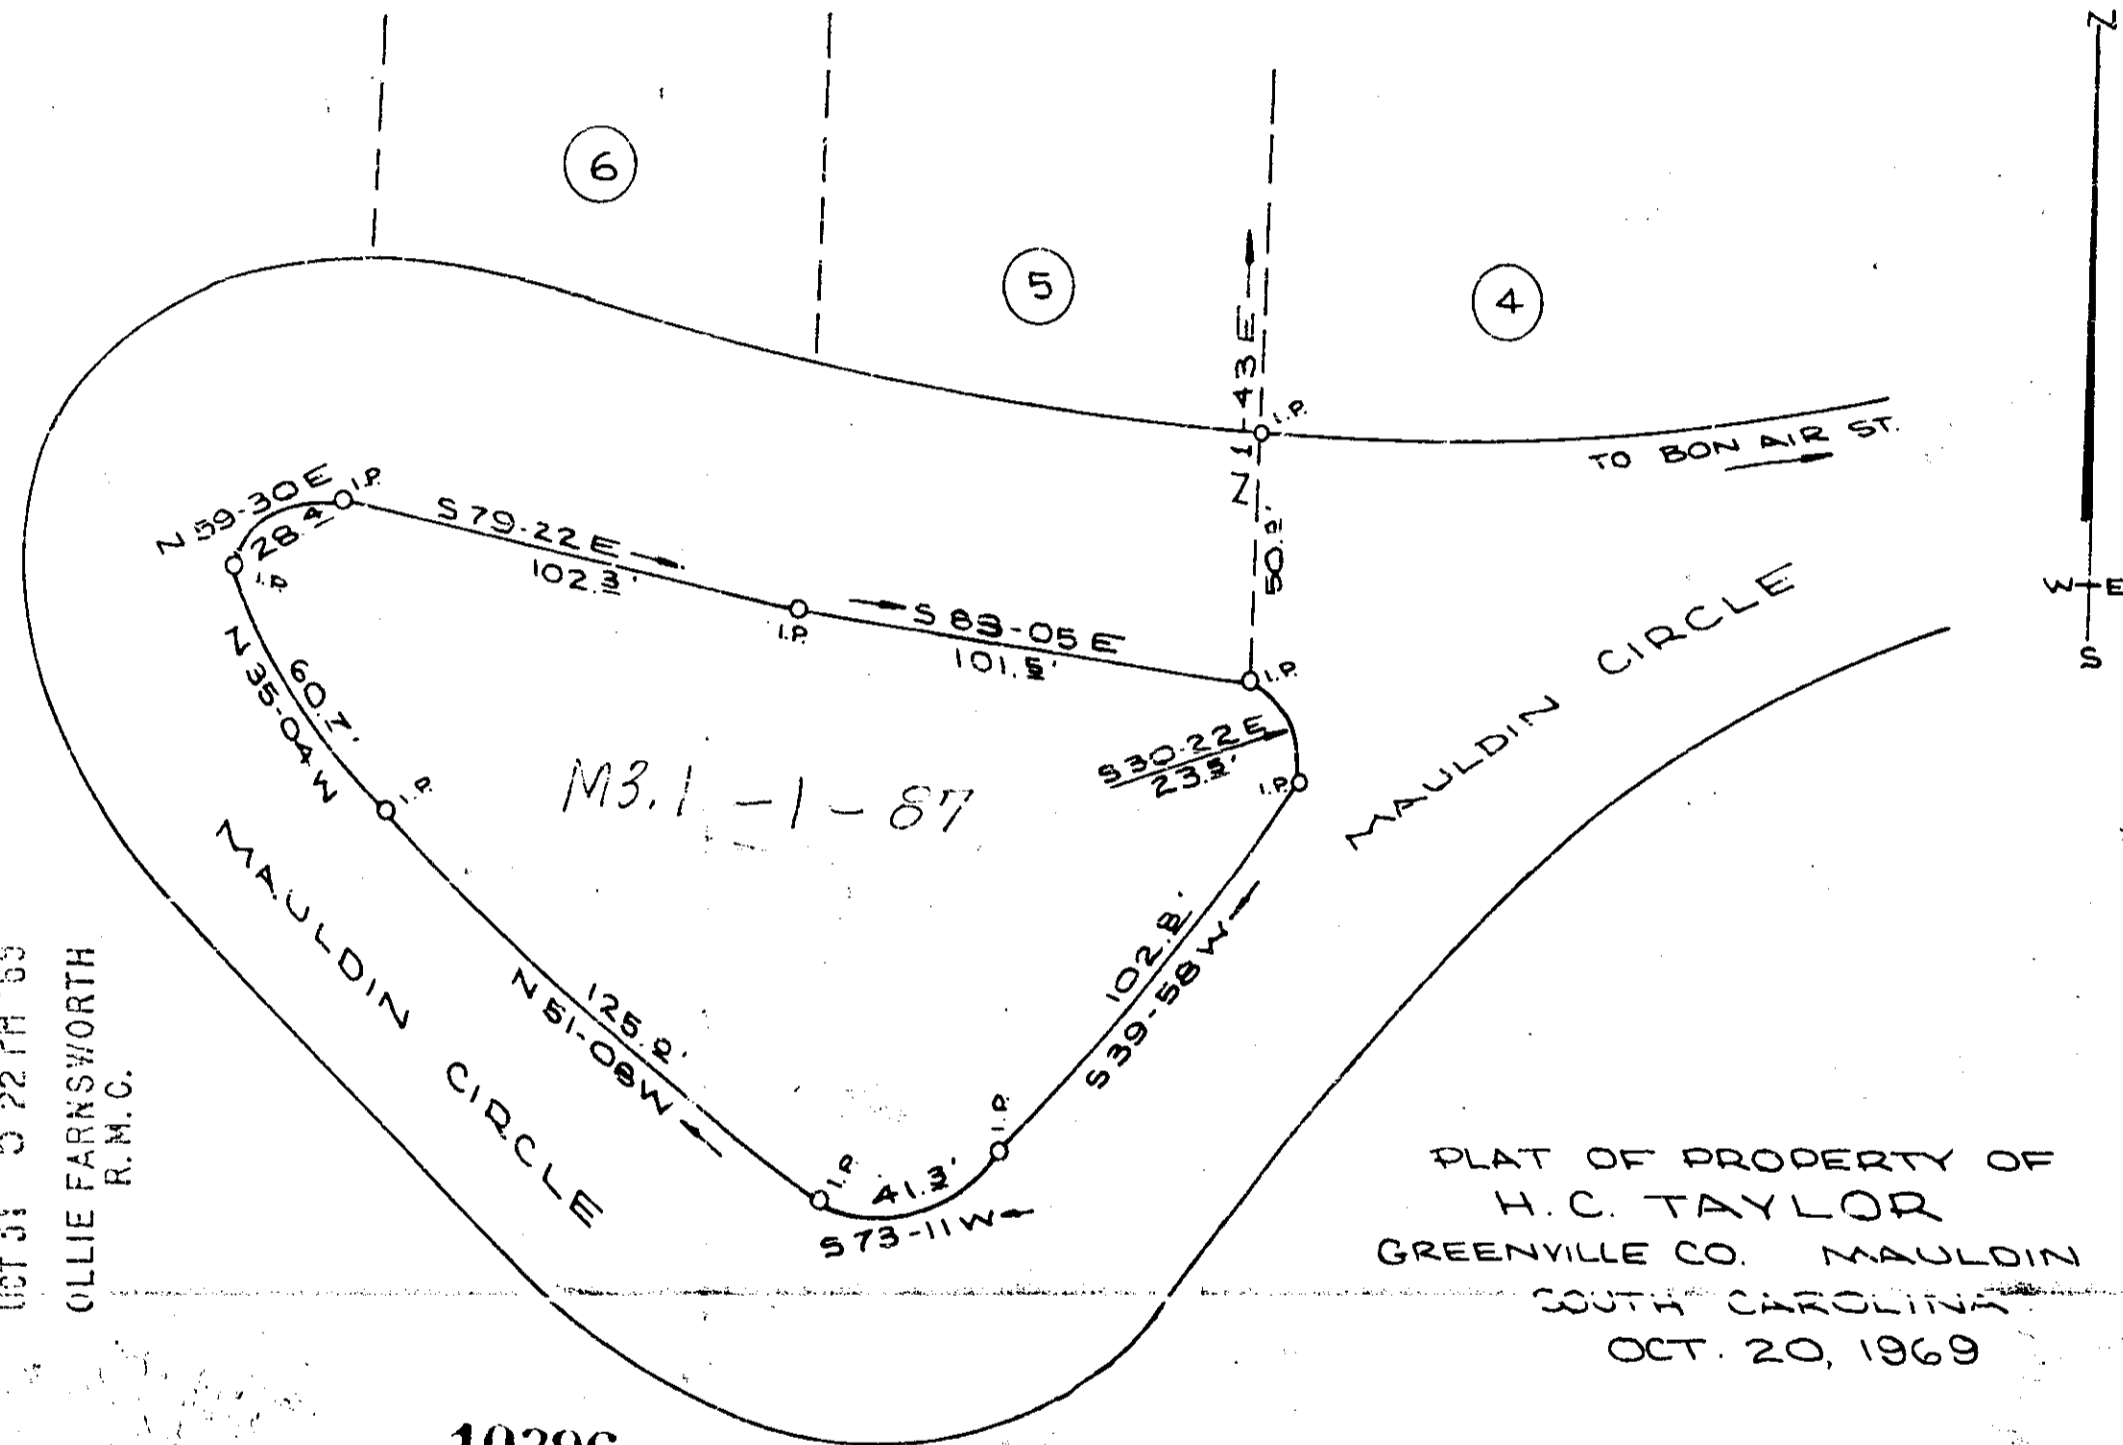 N
6
5
4
N 1-43 E
I.P.
TO BON AIR ST.
N 59-30 E
28.4
I.P.
I.P.
S 79-22 E
102.3'
I.P.
S 83-05 E
101.5'
50.0'
I.P.
W E
S
MAULDIN CIRCLE
60.7'
N 35-04 W
I.P.
S 30-22 E
23.5'
I.P.
M3.1-1-87
MAULDIN CIRCLE
102.8'
S 39-58 W
125.2'
N 51-08 W
I.P.
I.P.
41.3'
S 73-11 W
OLLIE FARNSWORTH
R.M.C.
PLAT OF PROPERTY OF
H. C. TAYLOR
GREENVILLE CO. MAULDIN
SOUTH CAROLINA
OCT. 20, 1969